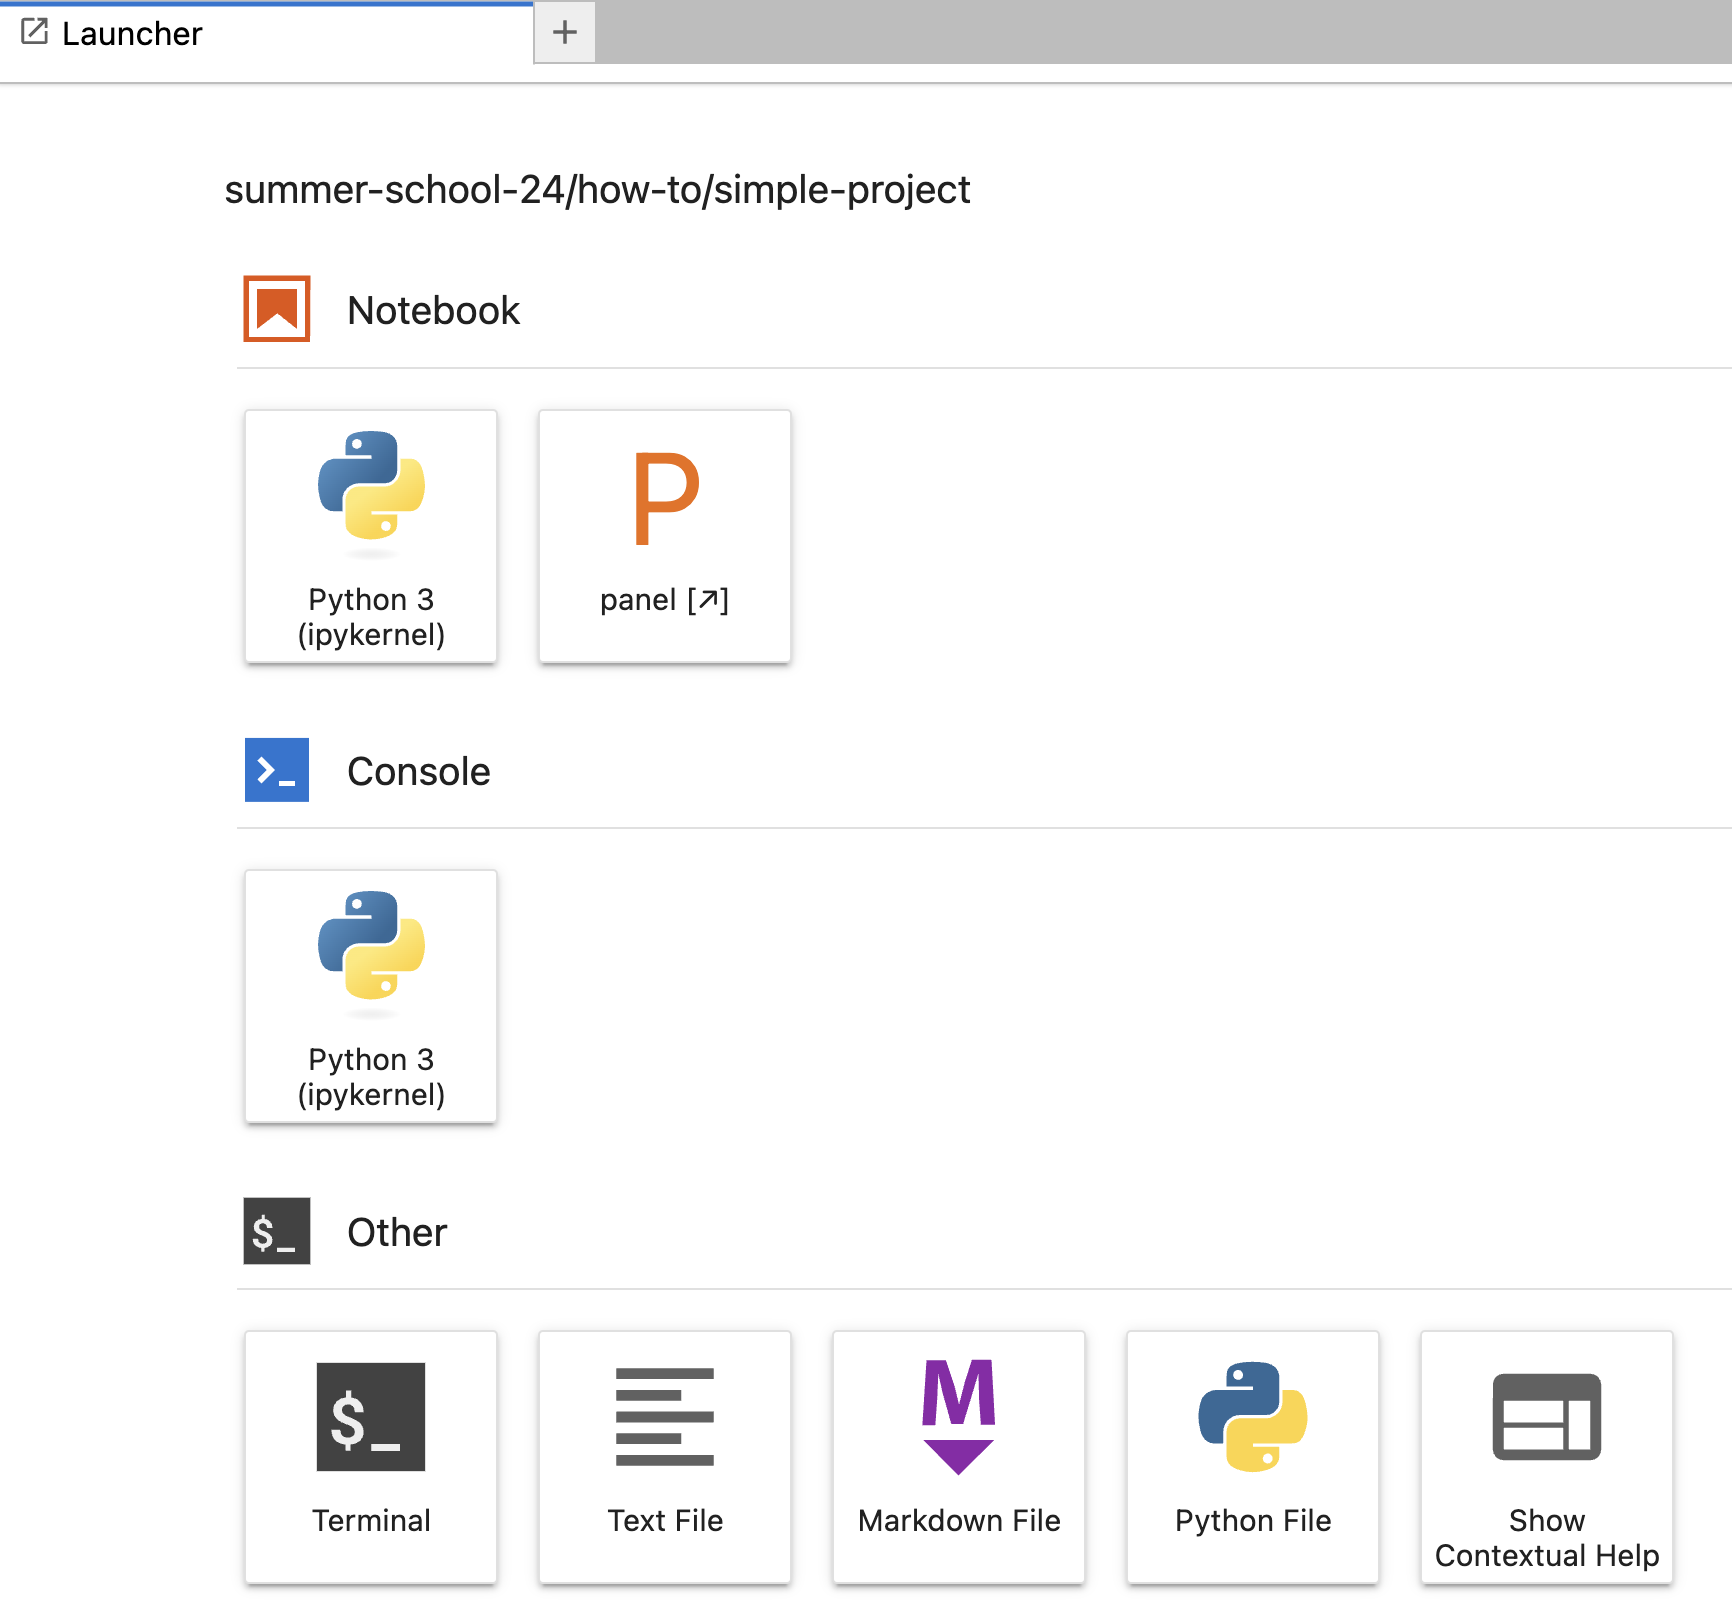 Launcher
summer-school-24/how-to/simple-project
Notebook
Python 3
(ipykernel)
P
panel [↗]
Console
Python 3
(ipykernel)
$_ Other
$_
Terminal
Text File
M
Markdown File
Python File
Show
Contextual Help